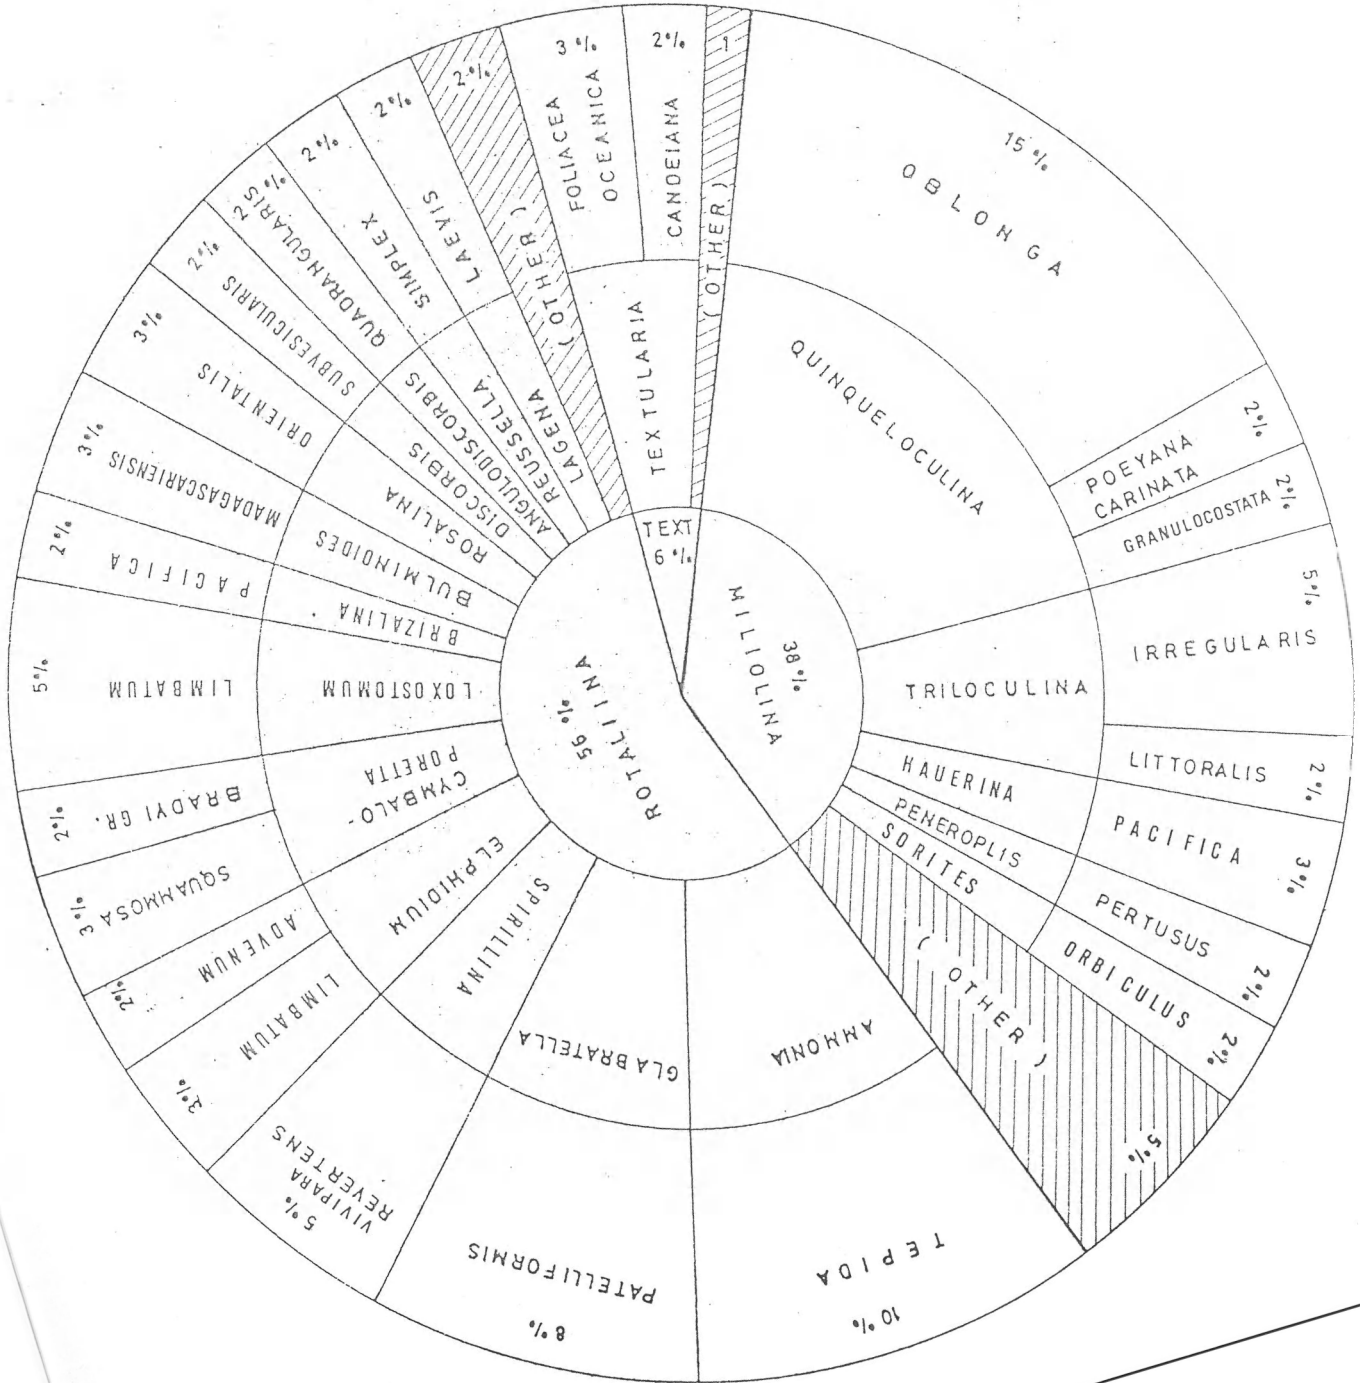 TEXT
6 %
MILIOLINA
38 %
ROTALIINA
56 %
TEXTULARIA
FOLIACEA
OCEANICA
3 %
CANDEIANA
2 %
(OTHER)
1
QUINQUELOCULINA
OBLONGA
15 %
POEYANA
CARINATA
2 %
GRANULOCOSTATA
2 %
TRILOCULINA
IRREGULARIS
5 %
LITTORALIS
2 %
HAUERINA
PACIFICA
3 %
PENEROPLIS
PERTUSUS
2 %
SORITES
ORBICULUS
2 %
(OTHER)
5 %
AMMONIA
TEPIDA
10 %
GLABRATELLA
PATELLIFORMIS
8 %
SPIRILLINA
VIVIPARA
REVERTENS
5 %
ELPHIDIUM
LIMBATUM
3 %
ADVENUM
2 %
CYMBALO-
PORETTA
SQUAMMOSA
3 %
BRADYI GR.
2 %
LOXOSTOMUM
LIMBATUM
5 %
BRIZALINA
PACIFICA
2 %
BULMINOIDES
MADAGASCARIENSIS
3 %
ROSALINA
ORIENTALIS
3 %
DISCORBIS
SUBVESICULARIS
2 %
ANGULODISCORBIS
QUADRANGULARIS
2 %
REUSSELLA
SIMPLEX
2 %
LAGENA
LAEVIS
2 %
(OTHER)
2 %